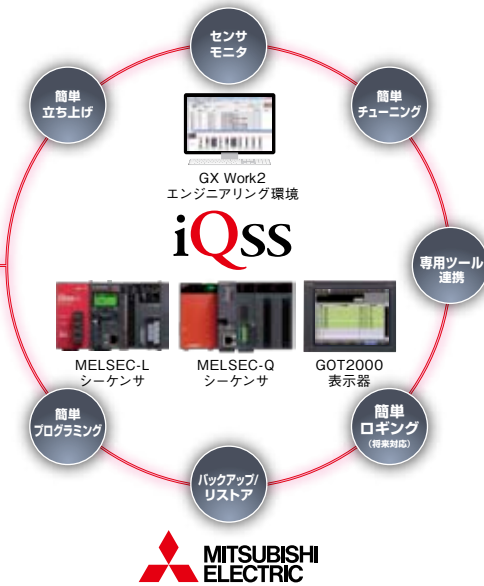 センサ
モニタ
簡単
立ち上げ
簡単
チューニング
GX Work2
エンジニアリング環境
iQss
専用ツール
連携
MELSEC-L
シーケンサ
MELSEC-Q
シーケンサ
GOT2000
表示器
簡単
プログラミング
簡単
ロギング
(将来対応)
バックアップ/
リストア
MITSUBISHI
ELECTRIC